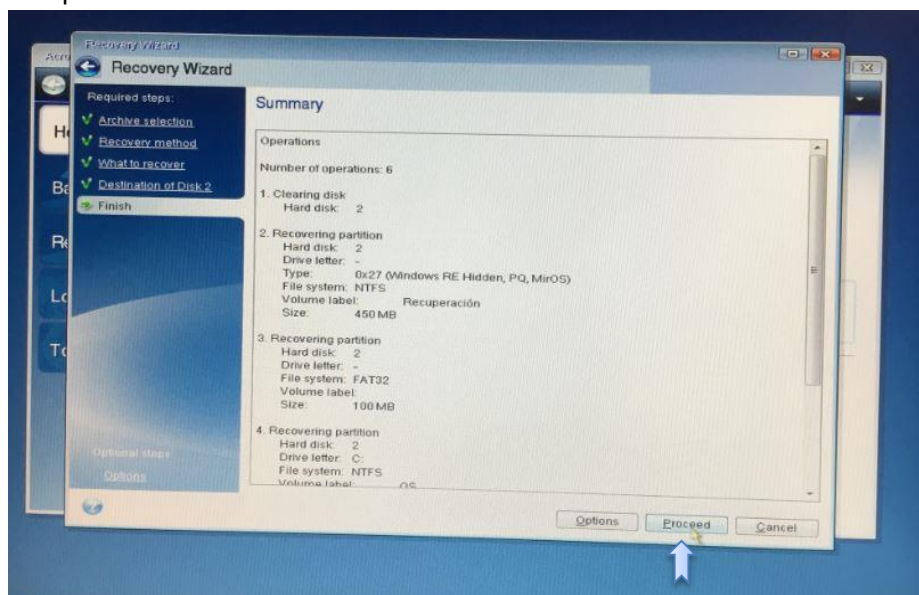 Recovery Wizard
Recovery Wizard
Required steps:
Archive selection
Recovery method
What to recover
Destination of Disk 2
Finish
Optional steps
Options
Summary
Operations
Number of operations: 6
1. Clearing disk
Hard disk: 2
2. Recovering partition
Hard disk: 2
Drive letter: -
Type: 0x27 (Windows RE Hidden, PQ, MirOS)
File system: NTFS
Volume label: Recuperación
Size: 450 MB
3. Recovering partition
Hard disk: 2
Drive letter: -
File system: FAT32
Volume label:
Size: 100 MB
4. Recovering partition
Hard disk: 2
Drive letter: C:
File system: NTFS
Volume label: OS
Options
Proceed
Cancel